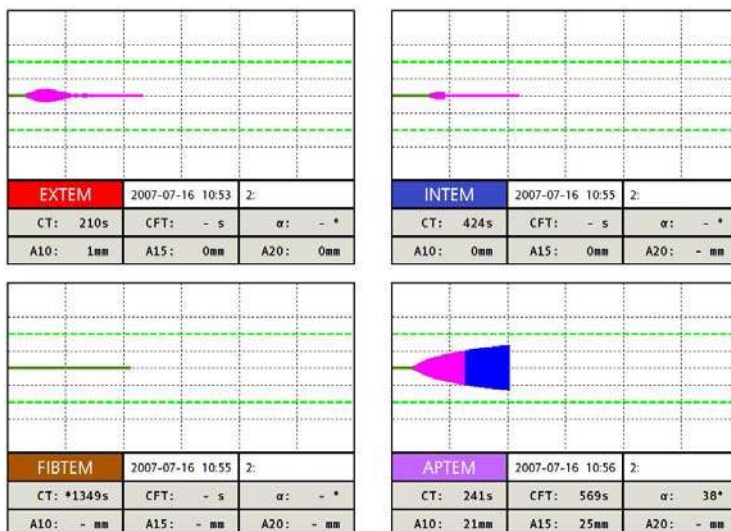 EXTEM 2007-07-16 10:53 2:
CT: 210s CFT: - s α: - °
A10: 1mm A15: 0mm A20: 0mm
INTEM 2007-07-16 10:55 2:
CT: 424s CFT: - s α: - °
A10: 0mm A15: 0mm A20: - mm
FIBTEM 2007-07-16 10:55 2:
CT: *1349s CFT: - s α: - °
A10: - mm A15: - mm A20: - mm
APTEM 2007-07-16 10:56 2:
CT: 241s CFT: 569s α: 38°
A10: 21mm A15: 25mm A20: - mm